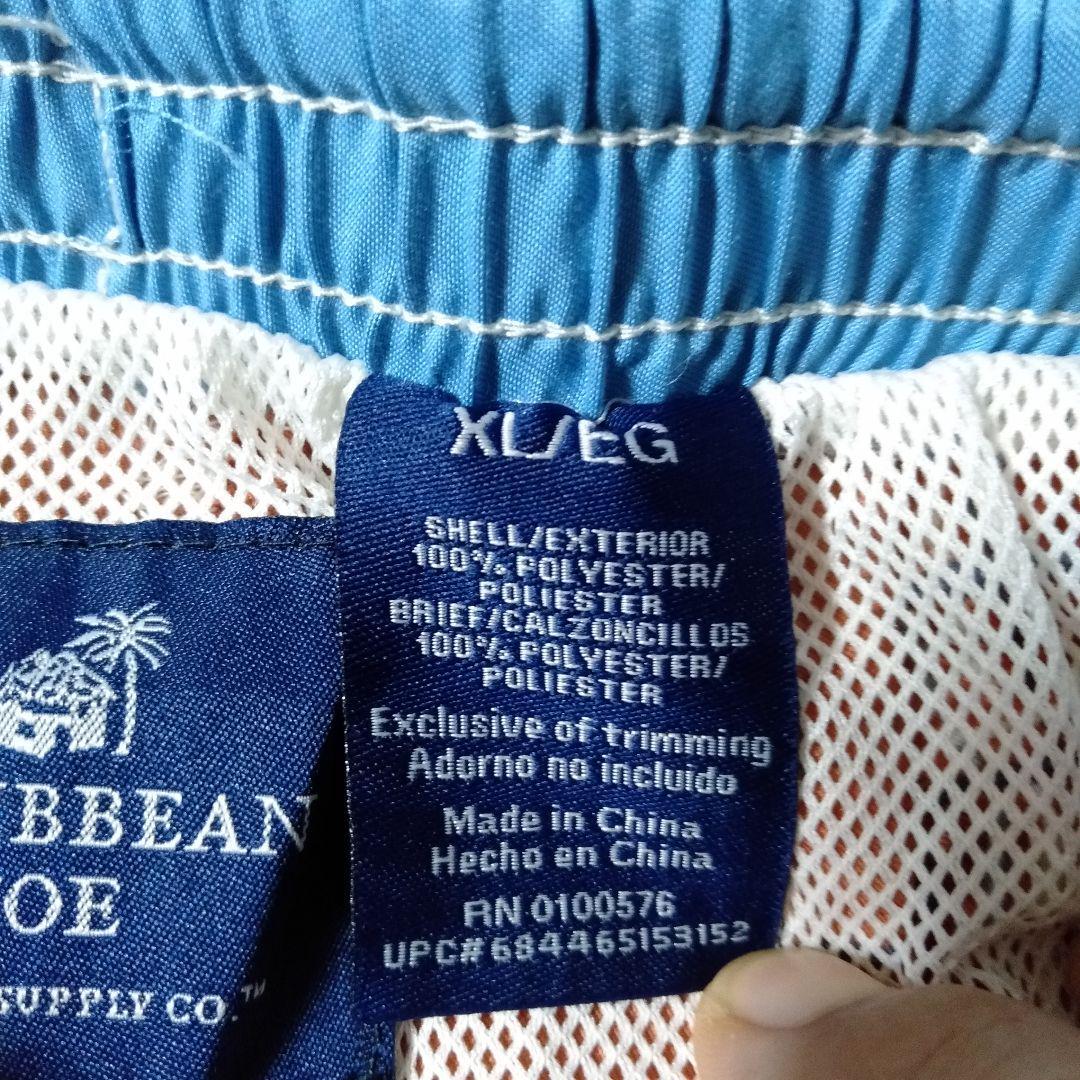 XL/EG
SHELL/EXTERIOR
100% POLYESTER/
POLIESTER
BRIEF/CALZONCILLOS
100% POLYESTER/
POLIESTER
Exclusive of trimming
Adorno no incluido
Made in China
Hecho en China
RN 0100576
UPC# 684465153152
IBBEAN
OE
SUPPLY CO.™